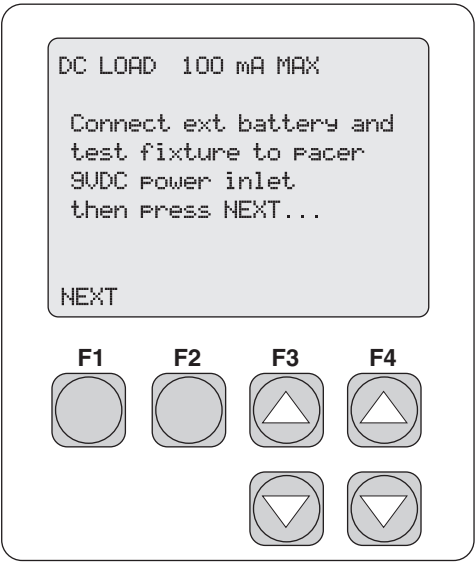 DC LOAD 100 mA MAX
Connect ext battery and
test fixture to pacer
9VDC power inlet
then press NEXT...
NEXT
F1 F2 F3 F4